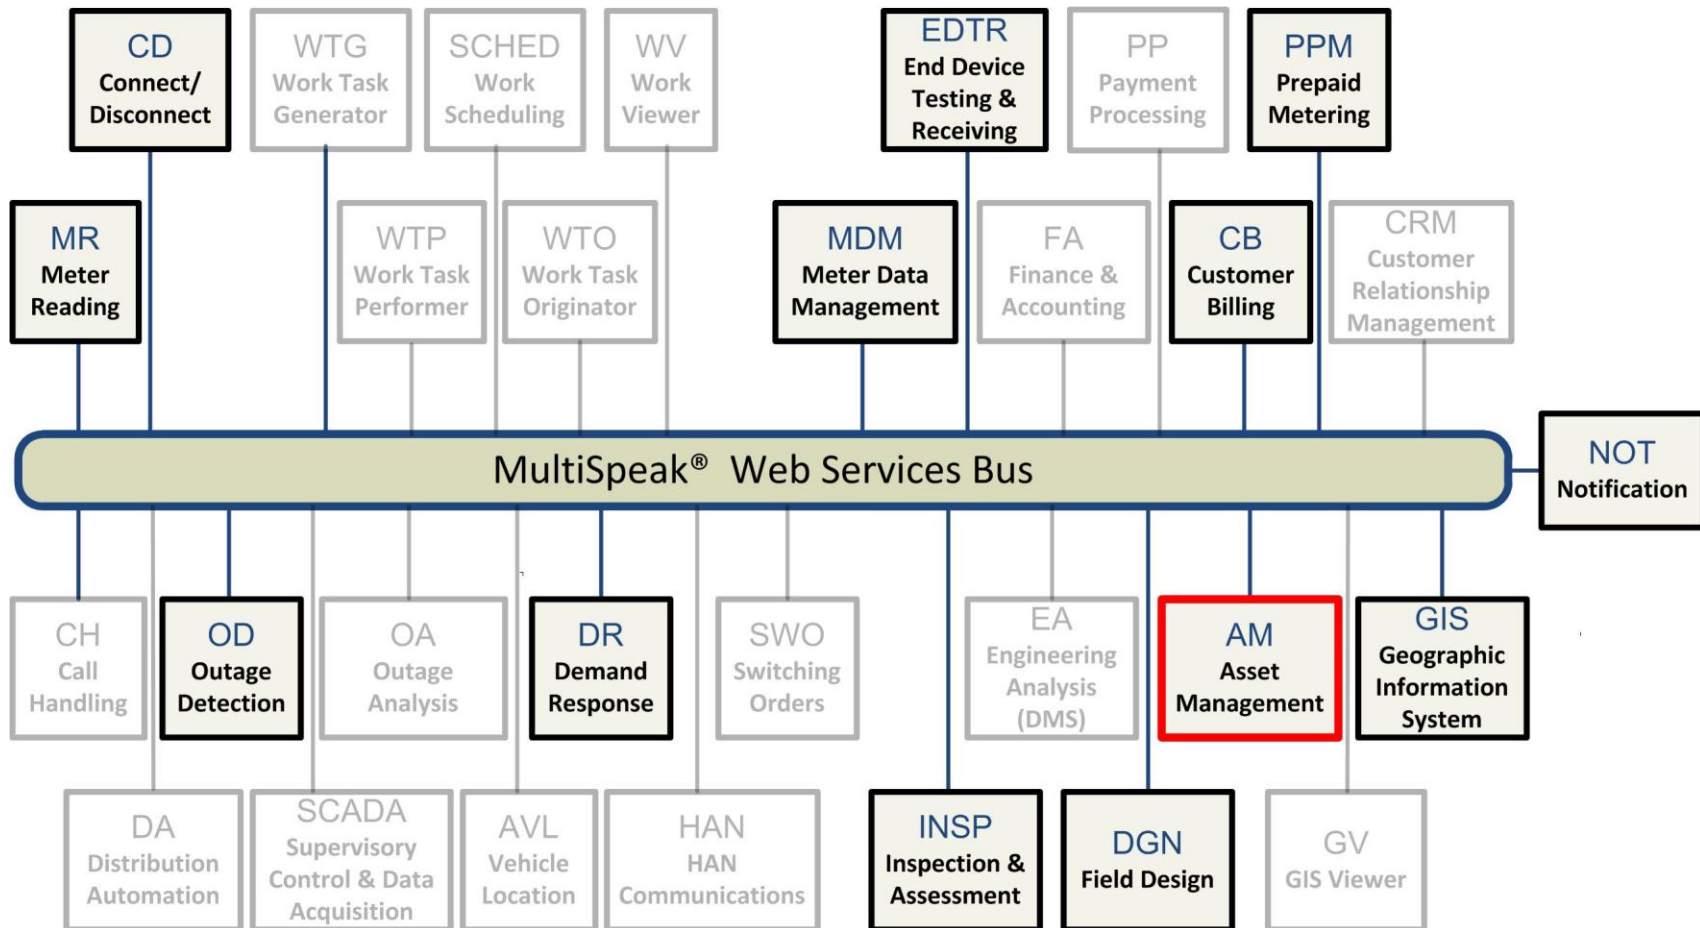 CD
Connect/
Disconnect
WTG
Work Task
Generator
SCHED
Work
Scheduling
WV
Work
Viewer
EDTR
End Device
Testing &
Receiving
PP
Payment
Processing
PPM
Prepaid
Metering
MR
Meter
Reading
WTP
Work Task
Performer
WTO
Work Task
Originator
MDM
Meter Data
Management
FA
Finance &
Accounting
CB
Customer
Billing
CRM
Customer
Relationship
Management
MultiSpeak® Web Services Bus
NOT
Notification
CH
Call
Handling
OD
Outage
Detection
OA
Outage
Analysis
DR
Demand
Response
SWO
Switching
Orders
EA
Engineering
Analysis
(DMS)
AM
Asset
Management
GIS
Geographic
Information
System
DA
Distribution
Automation
SCADA
Supervisory
Control & Data
Acquisition
AVL
Vehicle
Location
HAN
HAN
Communications
INSP
Inspection &
Assessment
DGN
Field Design
GV
GIS Viewer